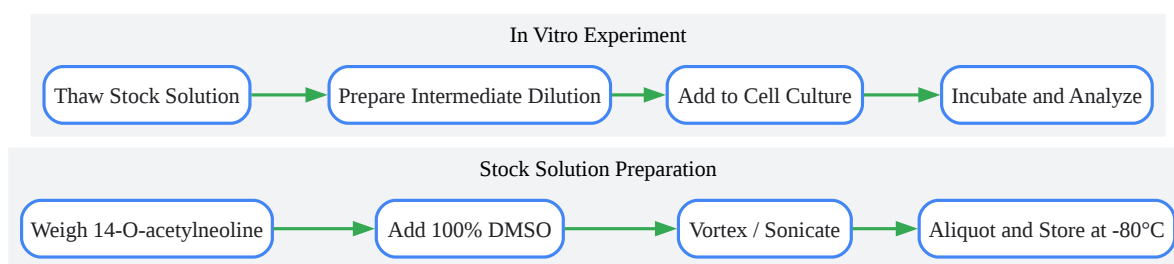 In Vitro Experiment
Thaw Stock Solution
Prepare Intermediate Dilution
Add to Cell Culture
Incubate and Analyze
Stock Solution Preparation
Weigh 14-O-acetylneoline
Add 100% DMSO
Vortex / Sonicate
Aliquot and Store at -80°C